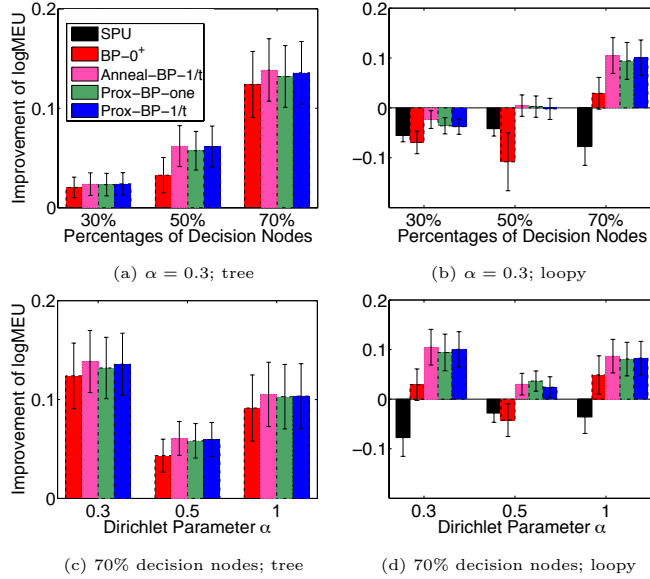 Improvement of logMEU
0.2
0.1
0
SPU
BP-0⁺
Anneal-BP-1/t
Prox-BP-one
Prox-BP-1/t
30%
50%
70%
Percentages of Decision Nodes
(a) α = 0.3; tree
0.2
0.1
0
−0.1
30%
50%
70%
Percentages of Decision Nodes
(b) α = 0.3; loopy
Improvement of logMEU
0.2
0.1
0
0.3
0.5
1
Dirichlet Parameter α
(c) 70% decision nodes; tree
0.2
0.1
0
−0.1
0.3
0.5
1
Dirichlet Parameter α
(d) 70% decision nodes; loopy